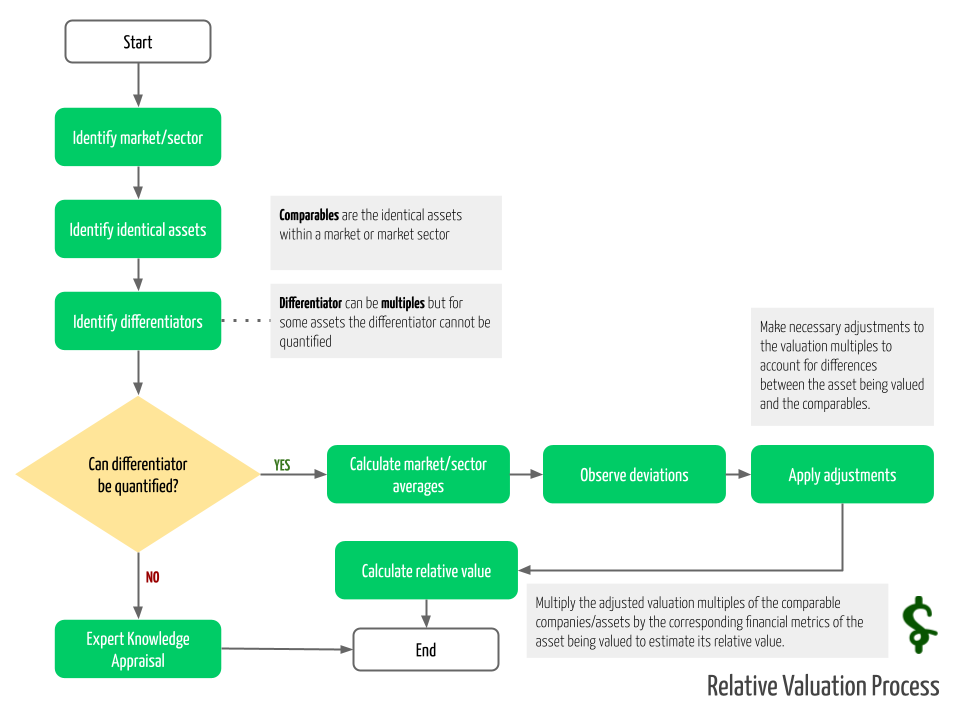 Start
Identify market/sector
Identify identical assets
Comparables are the identical assets
within a market or market sector
Identify differentiators
Differentiator can be multiples but for
some assets the differentiator cannot be
quantified
Make necessary adjustments to
the valuation multiples to
account for differences
between the asset being valued
and the comparables.
Can differentiator
be quantified?
YES
Calculate market/sector
averages
Observe deviations
Apply adjustments
NO
Calculate relative value
Multiply the adjusted valuation multiples of the comparable
companies/assets by the corresponding financial metrics of the
asset being valued to estimate its relative value.
Expert Knowledge
Appraisal
End
Relative Valuation Process